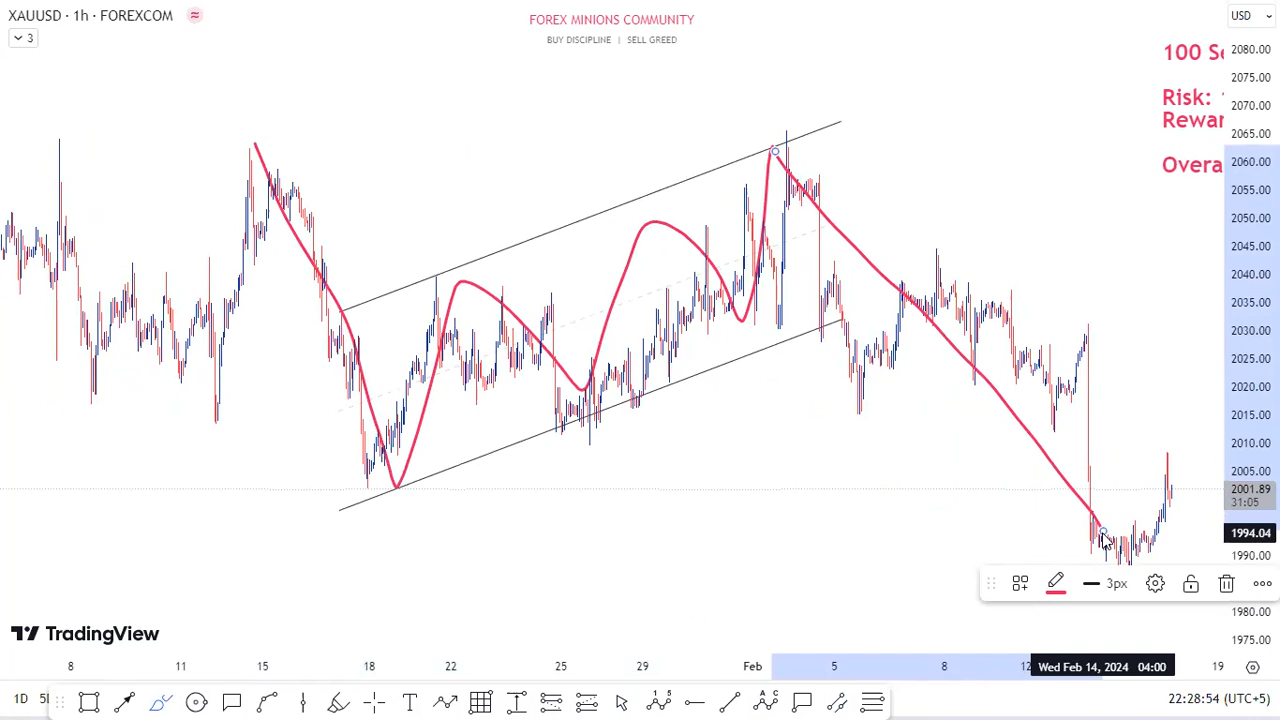 XAUUSD · 1h · FOREXCOM
3
FOREX MINIONS COMMUNITY
BUY DISCIPLINE | SELL GREED
USD
100 Se
Risk:
Rewar
Overa
2080.00
2075.00
2070.00
2065.00
2060.00
2055.00
2050.00
2045.00
2040.00
2035.00
2030.00
2025.00
2020.00
2015.00
2010.00
2005.00
2001.89
31:05
1994.04
1990.00
1980.00
1975.00
3px
TradingView
8 11 15 18 22 25 29 Feb 5 8 12 Wed Feb 14, 2024 04:00 19
1D
22:28:54 (UTC+5)